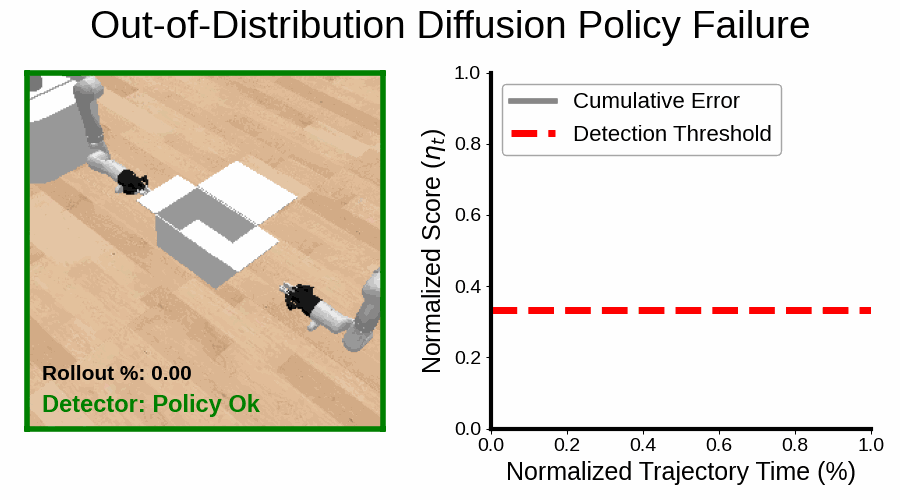 Out-of-Distribution Diffusion Policy Failure
Rollout %: 0.00
Detector: Policy Ok
Normalized Score (ηₜ)
1.0
0.8
0.6
0.4
0.2
0.0
Cumulative Error
Detection Threshold
0.0 0.2 0.4 0.6 0.8 1.0
Normalized Trajectory Time (%)